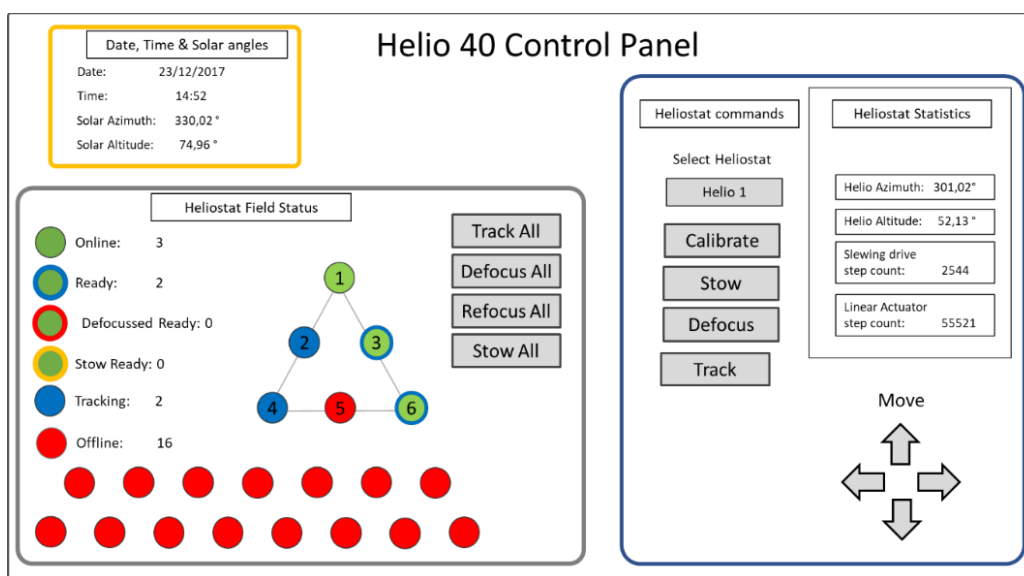 Helio 40 Control Panel
Date, Time & Solar angles
Date: 23/12/2017
Time: 14:52
Solar Azimuth: 330,02 °
Solar Altitude: 74,96 °
Heliostat Field Status
Online: 3
Ready: 2
Defocussed Ready: 0
Stow Ready: 0
Tracking: 2
Offline: 16
1
2
3
4
5
6
Track All
Defocus All
Refocus All
Stow All
Heliostat commands
Select Heliostat
Helio 1
Calibrate
Stow
Defocus
Track
Heliostat Statistics
Helio Azimuth: 301,02°
Helio Altitude: 52,13 °
Slewing drive
step count: 2544
Linear Actuator
step count: 55521
Move